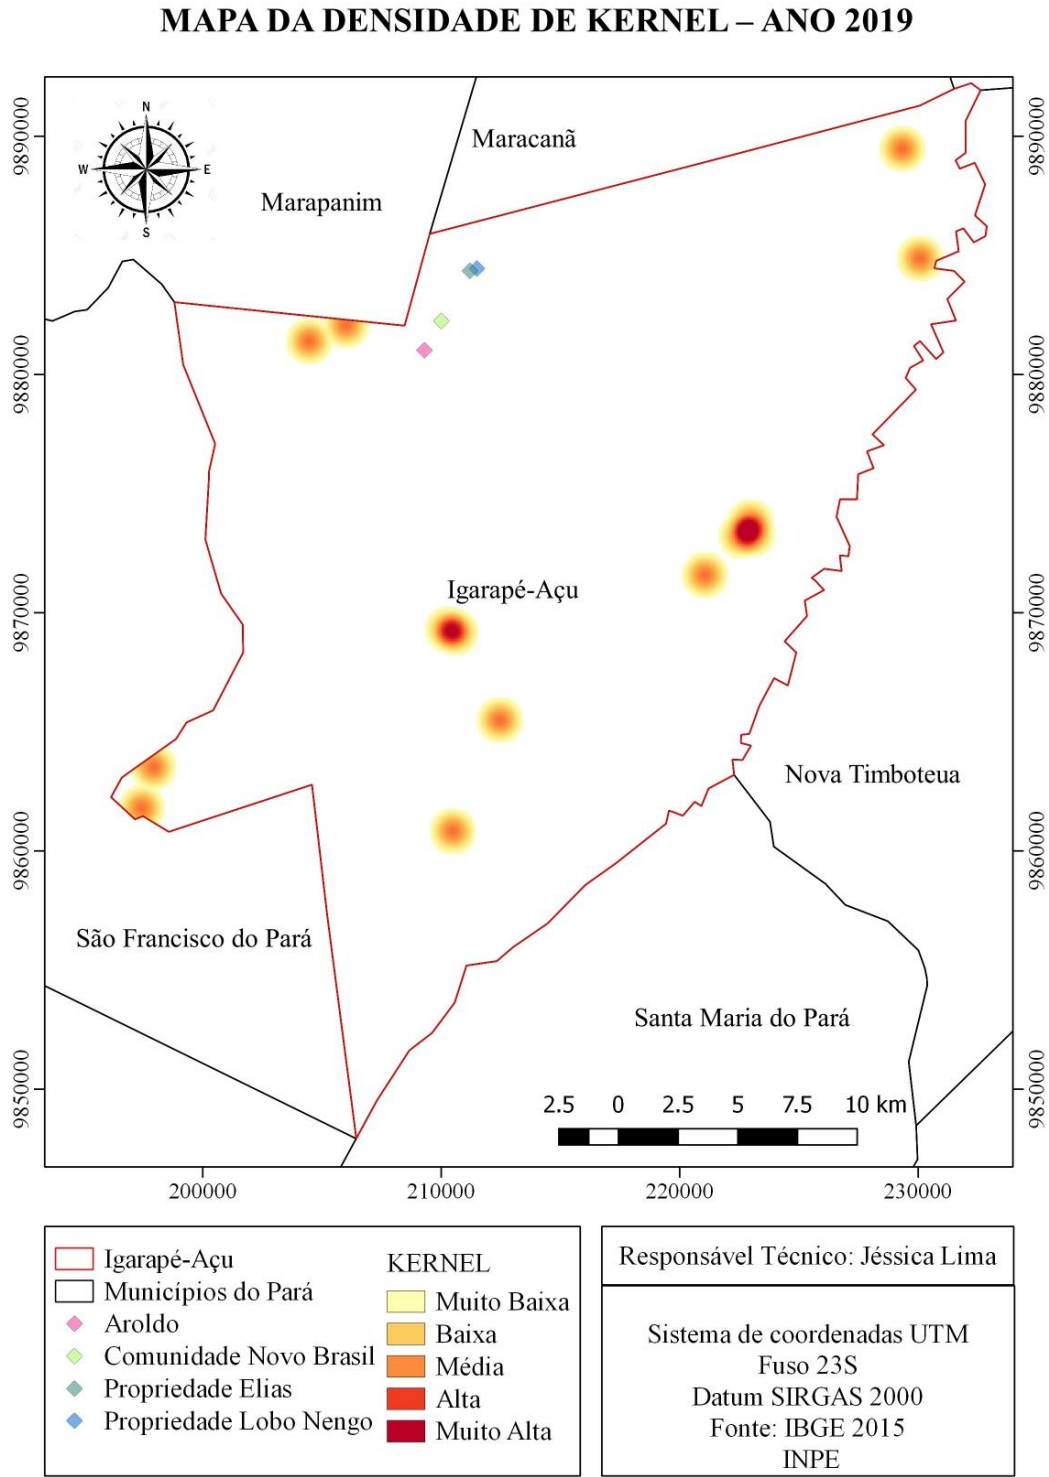 MAPA DA DENSIDADE DE KERNEL – ANO 2019
N
W
E
S
Maracanã
Marapanim
Igarapé-Açu
Nova Timboteua
São Francisco do Pará
Santa Maria do Pará
9890000
9880000
9870000
9860000
9850000
9890000
9880000
9870000
9860000
9850000
2.5 0 2.5 5 7.5 10 km
200000 210000 220000 230000
Igarapé-Açu
Municípios do Pará
Aroldo
Comunidade Novo Brasil
Propriedade Elias
Propriedade Lobo Nengo
KERNEL
Muito Baixa
Baixa
Média
Alta
Muito Alta
Responsável Técnico: Jéssica Lima
Sistema de coordenadas UTM
Fuso 23S
Datum SIRGAS 2000
Fonte: IBGE 2015
INPE